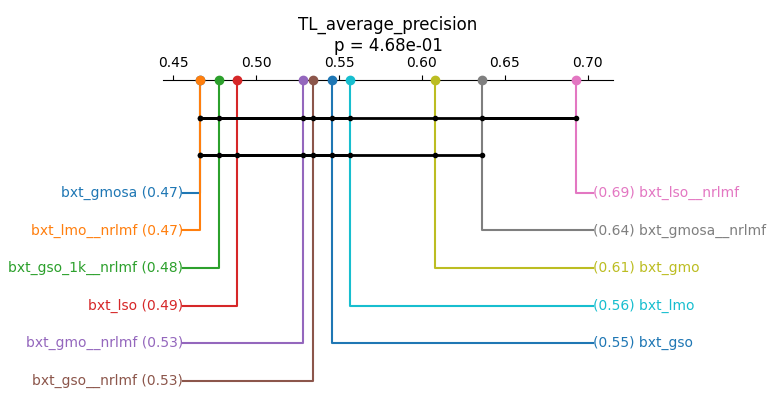 TL_average_precision
p = 4.68e-01
0.45 0.50 0.55 0.60 0.65 0.70
bxt_gmosa (0.47) (0.69) bxt_lso__nrlmf
bxt_lmo__nrlmf (0.47) (0.64) bxt_gmosa__nrlmf
bxt_gso_1k__nrlmf (0.48) (0.61) bxt_gmo
bxt_lso (0.49) (0.56) bxt_lmo
bxt_gmo__nrlmf (0.53) (0.55) bxt_gso
bxt_gso__nrlmf (0.53)